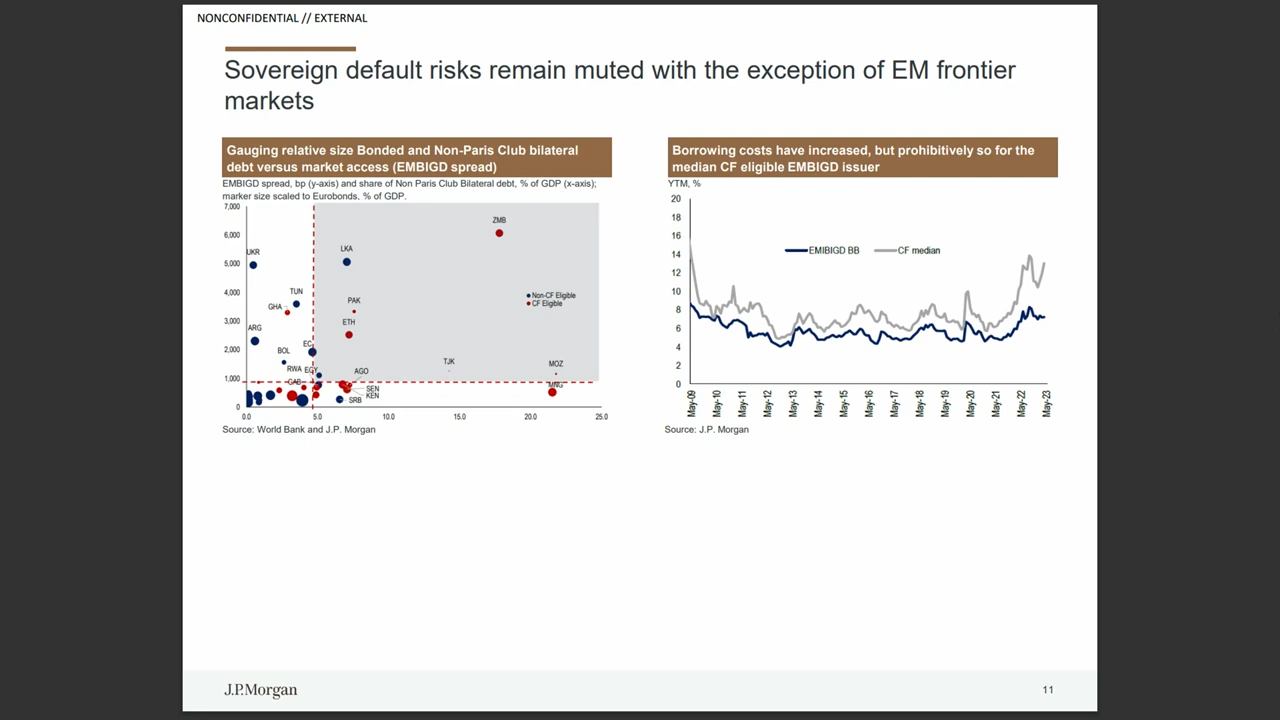 NONCONFIDENTIAL // EXTERNAL
Sovereign default risks remain muted with the exception of EM frontier
markets
Gauging relative size Bonded and Non-Paris Club bilateral
debt versus market access (EMBIGD spread)
EMBIGD spread, bp (y-axis) and share of Non Paris Club Bilateral debt, % of GDP (x-axis);
marker size scaled to Eurobonds, % of GDP.
7,000
6,000
5,000
4,000
3,000
2,000
1,000
0
0.0 5.0 10.0 15.0 20.0 25.0
UKR
LKA
ZMB
TUN
GHA
PAK
ETH
ARG
BOL
EC
RWA
EGY
GAB
AGO
SEN
KEN
SRB
TJK
MOZ
MNG
Non-CF Eligible
CF Eligible
Source: World Bank and J.P. Morgan
Borrowing costs have increased, but prohibitively so for the
median CF eligible EMBIGD issuer
YTM, %
20
18
16
14
12
10
8
6
4
2
0
EMIBIGD BB
CF median
May-09 May-10 May-11 May-12 May-13 May-14 May-15 May-16 May-17 May-18 May-19 May-20 May-21 May-22 May-23
Source: J.P. Morgan
J.P.Morgan
11